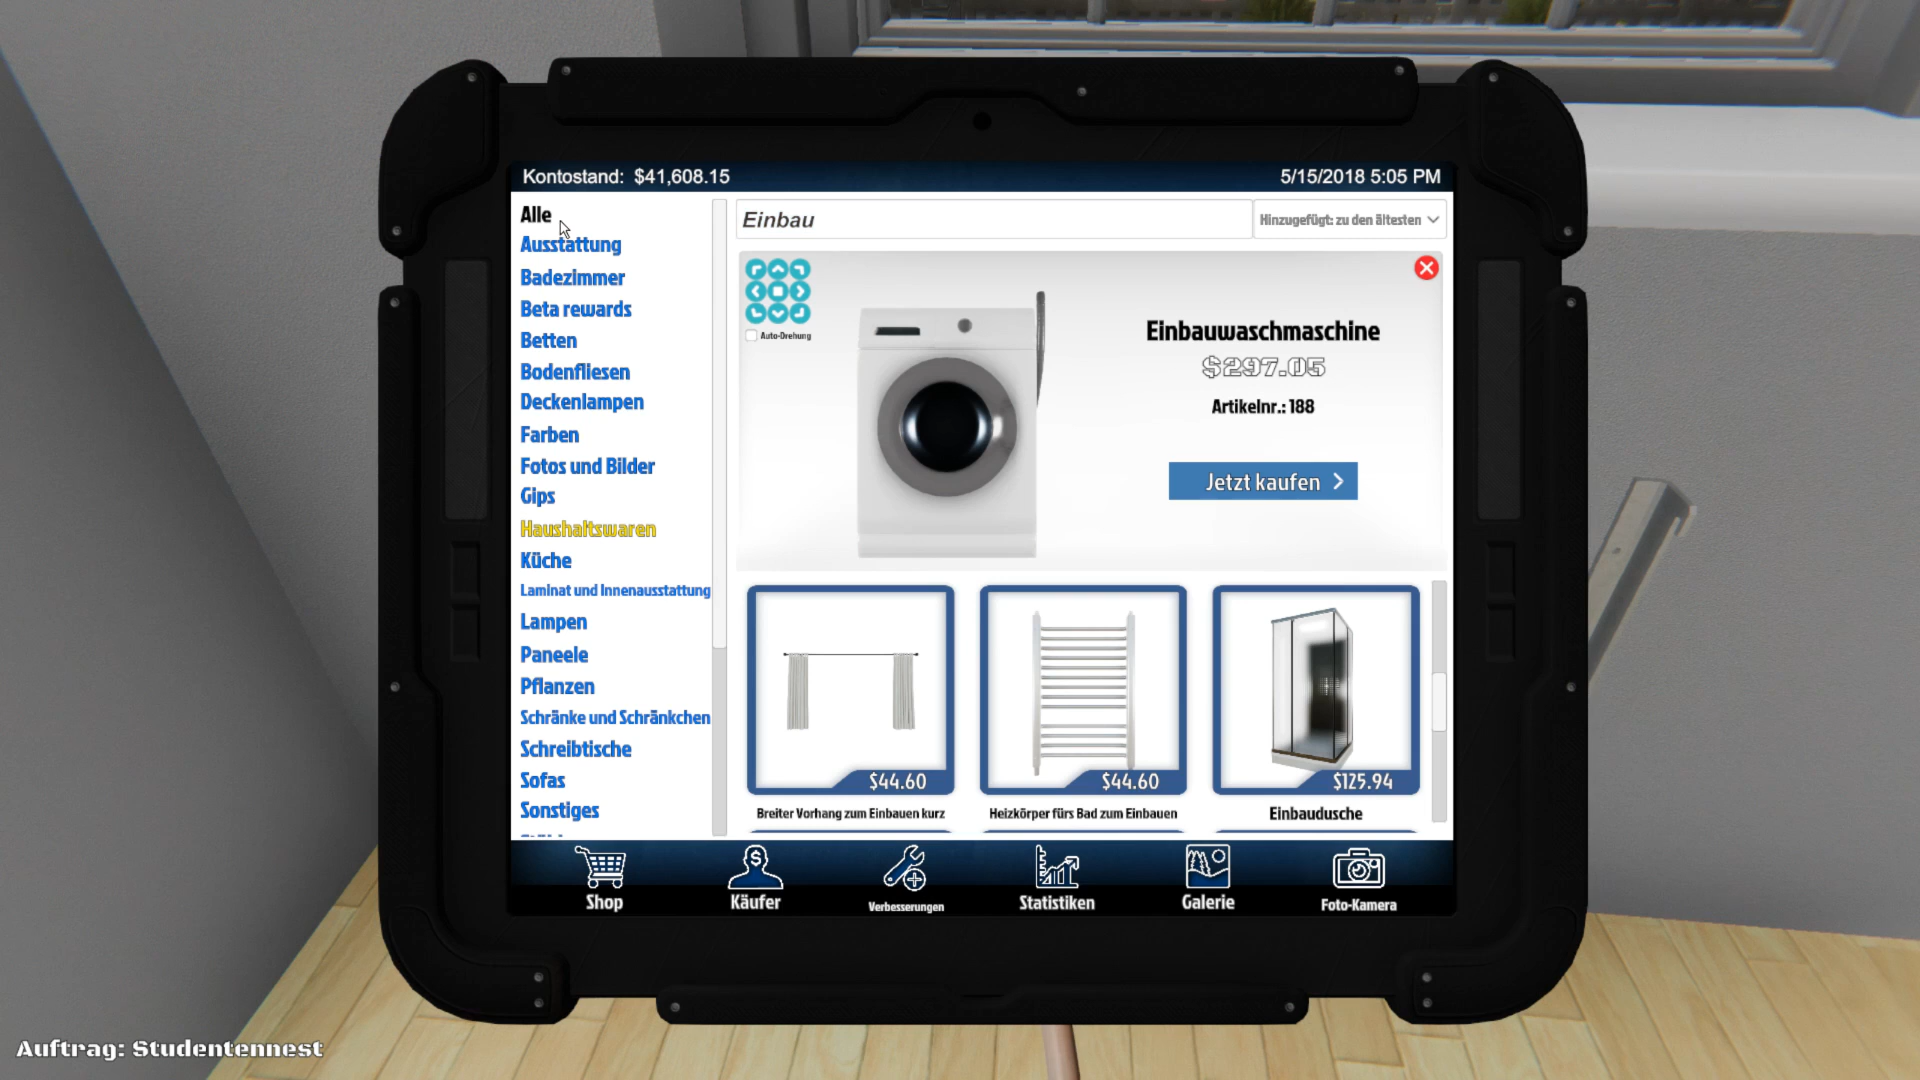 Kontostand: $41,608.15
5/15/2018 5:05 PM
Alle
Ausstattung
Badezimmer
Beta rewards
Betten
Bodenfliesen
Deckenlampen
Farben
Fotos und Bilder
Gips
Haushaltswaren
Küche
Laminat und Innenausstattung
Lampen
Paneele
Pflanzen
Schränke und Schränkchen
Schreibtische
Sofas
Sonstiges
Einbau
Hinzugefügt: zu den ältesten
Auto-Drehung
Einbauwaschmaschine
$297.05
Artikelnr.: 188
Jetzt kaufen
$44.60
Breiter Vorhang zum Einbauen kurz
$44.60
Heizkörper fürs Bad zum Einbauen
$125.94
Einbaudusche
Shop
Käufer
Verbesserungen
Statistiken
Galerie
Foto-Kamera
Auftrag: Studentennest